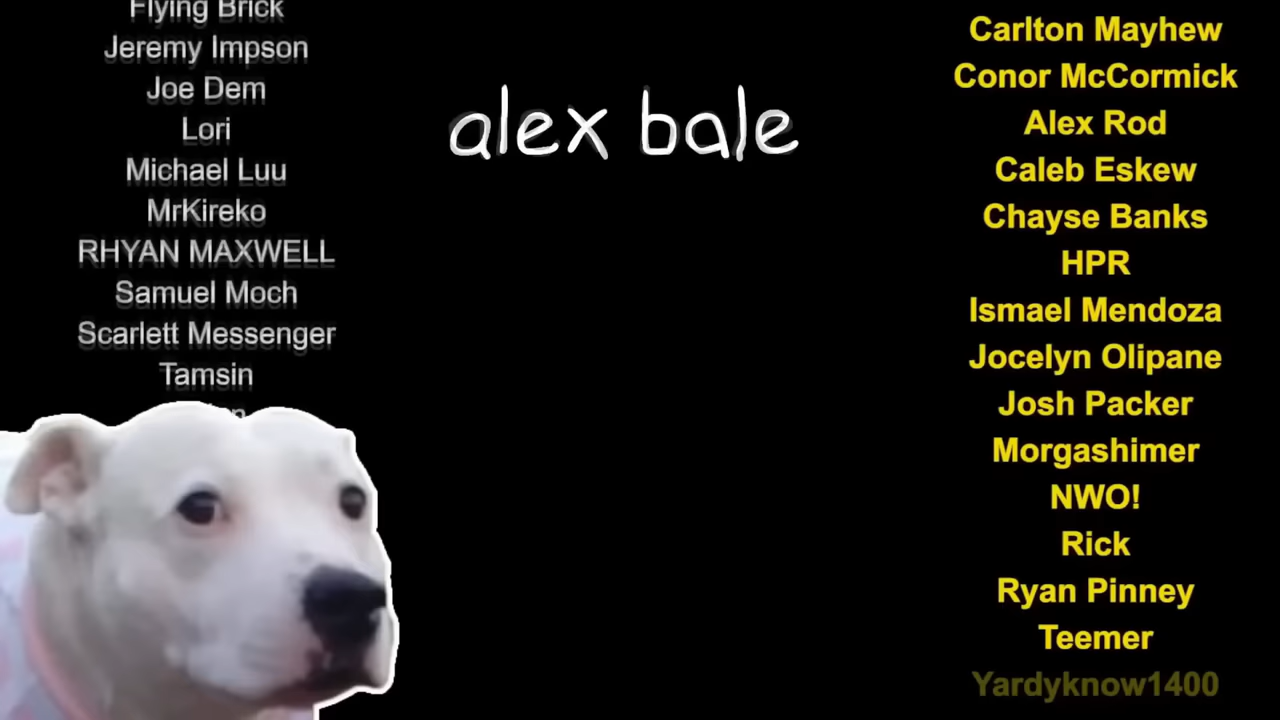 Flying Brick
Jeremy Impson
Joe Dem
Lori
Michael Luu
MrKireko
RHYAN MAXWELL
Samuel Moch
Scarlett Messenger
Tamsin
alex bale
Carlton Mayhew
Conor McCormick
Alex Rod
Caleb Eskew
Chayse Banks
HPR
Ismael Mendoza
Jocelyn Olipane
Josh Packer
Morgashimer
NWO!
Rick
Ryan Pinney
Teemer
Yardyknow1400